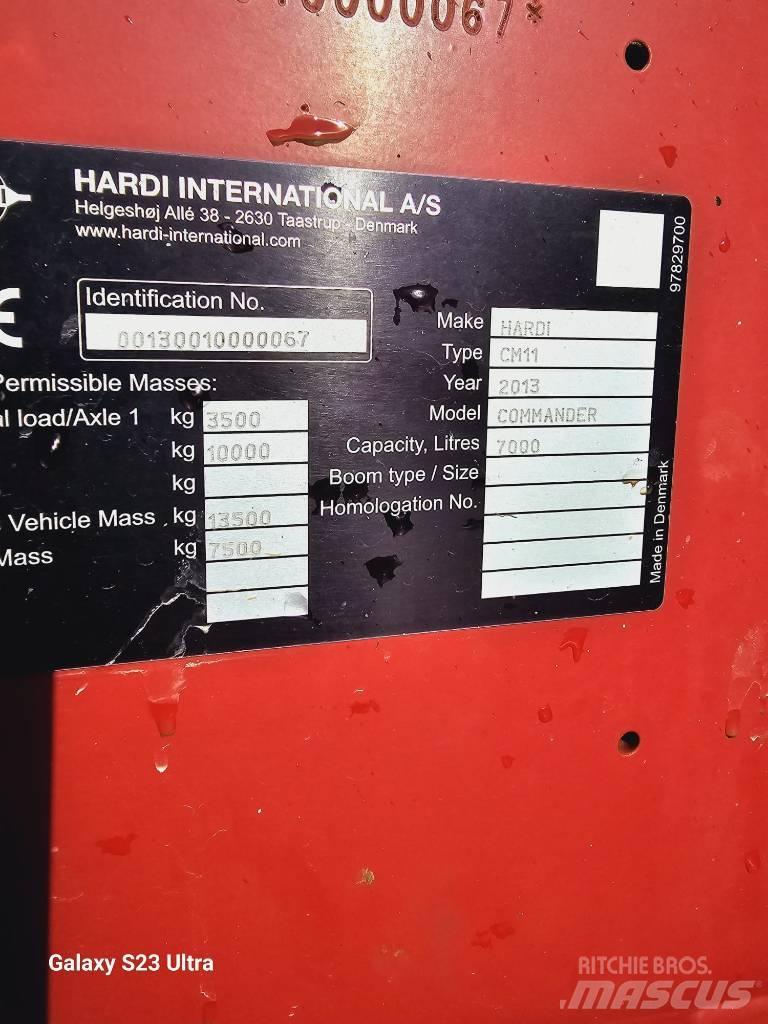 0000067*
HARDI INTERNATIONAL A/S
Helgeshøj Allé 38 - 2630 Taastrup - Denmark
www.hardi-international.com
97829700
Identification No.
00130010000067
Make HARDI
Type CM11
Year 2013
Model COMMANDER
Capacity, Litres 7000
Boom type / Size
Homologation No.
Permissible Masses:
al load/Axle 1 kg 3500
kg 10000
kg
Vehicle Mass kg 13500
Mass kg 7500
Made in Denmark
Galaxy S23 Ultra
RITCHIE BROS.
MASCUS